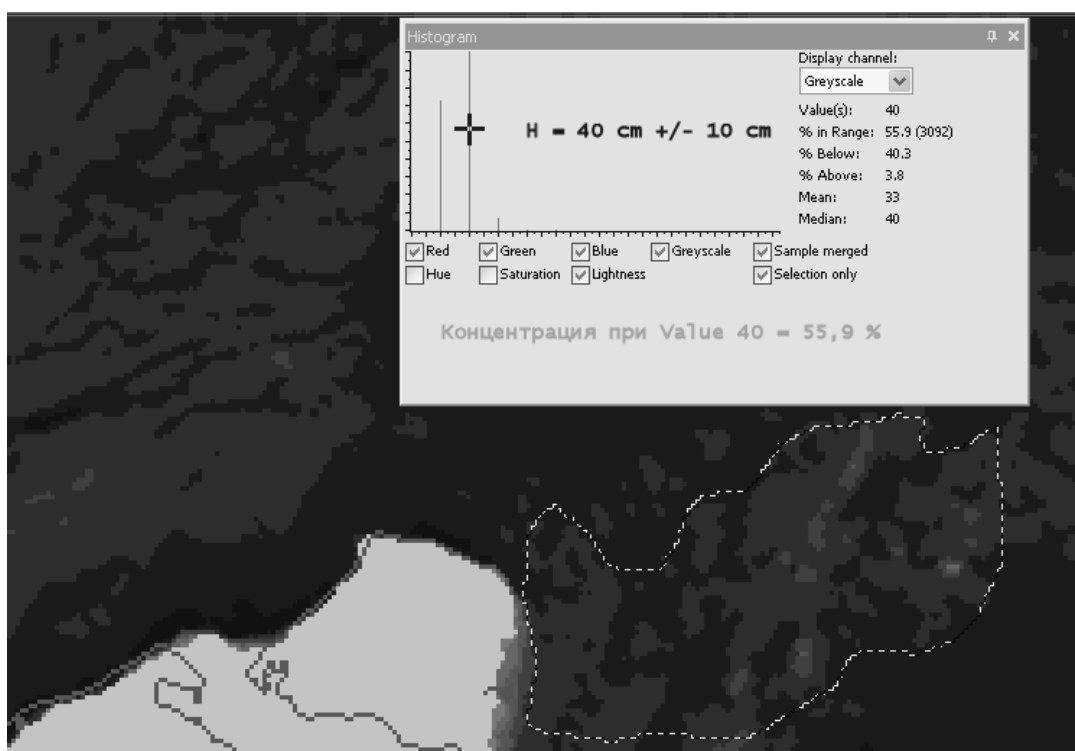 Histogram
Display channel:
Greyscale
H = 40 cm +/- 10 cm
Value(s): 40
% in Range: 55.9 (3092)
% Below: 40.3
% Above: 3.8
Mean: 33
Median: 40
Red Green Blue Greyscale Sample merged
Hue Saturation Lightness Selection only
Концентрация при Value 40 = 55,9 %